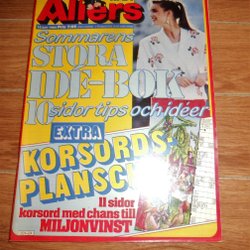 Allers
Sommarens
STORA
IDÉ-BOK
10 sidor tips och idéer
EXTRA
KORSORDS-
PLANSCH
11 sidor
korsord med chans till
MILJONVINST